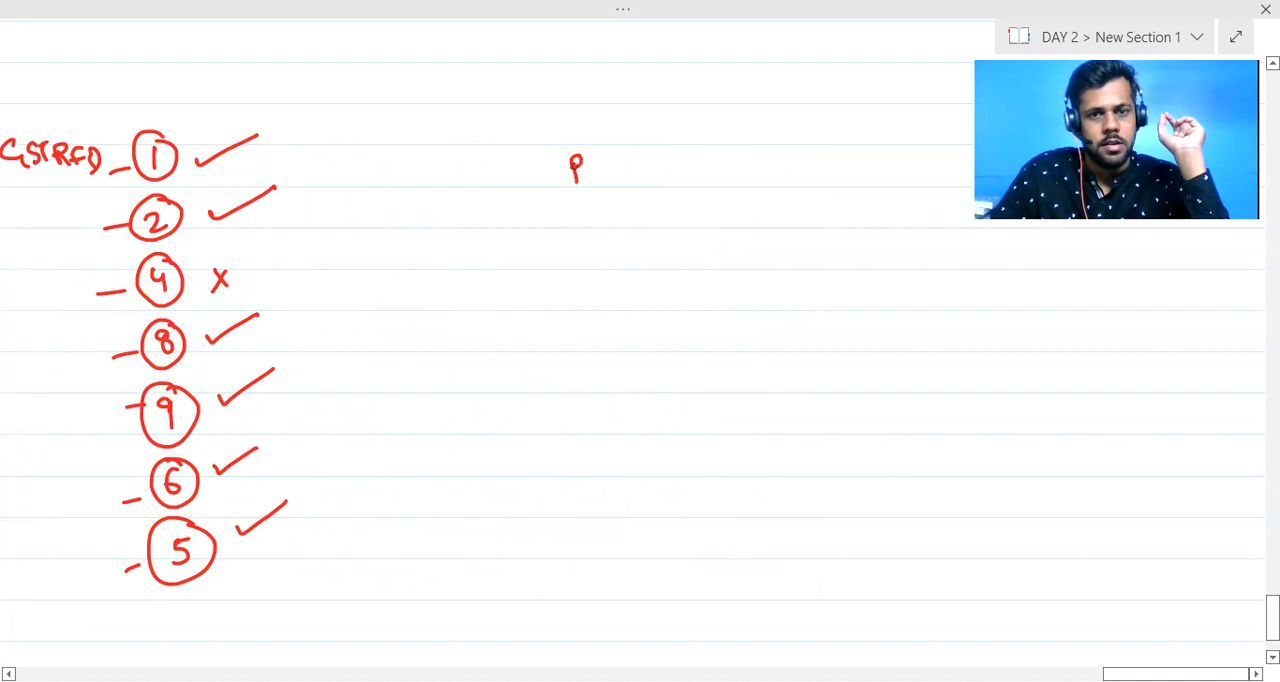 DAY 2 > New Section 1
GSTRFD - 1 ✓
- 2 ✓
- 4 x
- 8 ✓
- 9 ✓
- 6 ✓
- 5 ✓
P